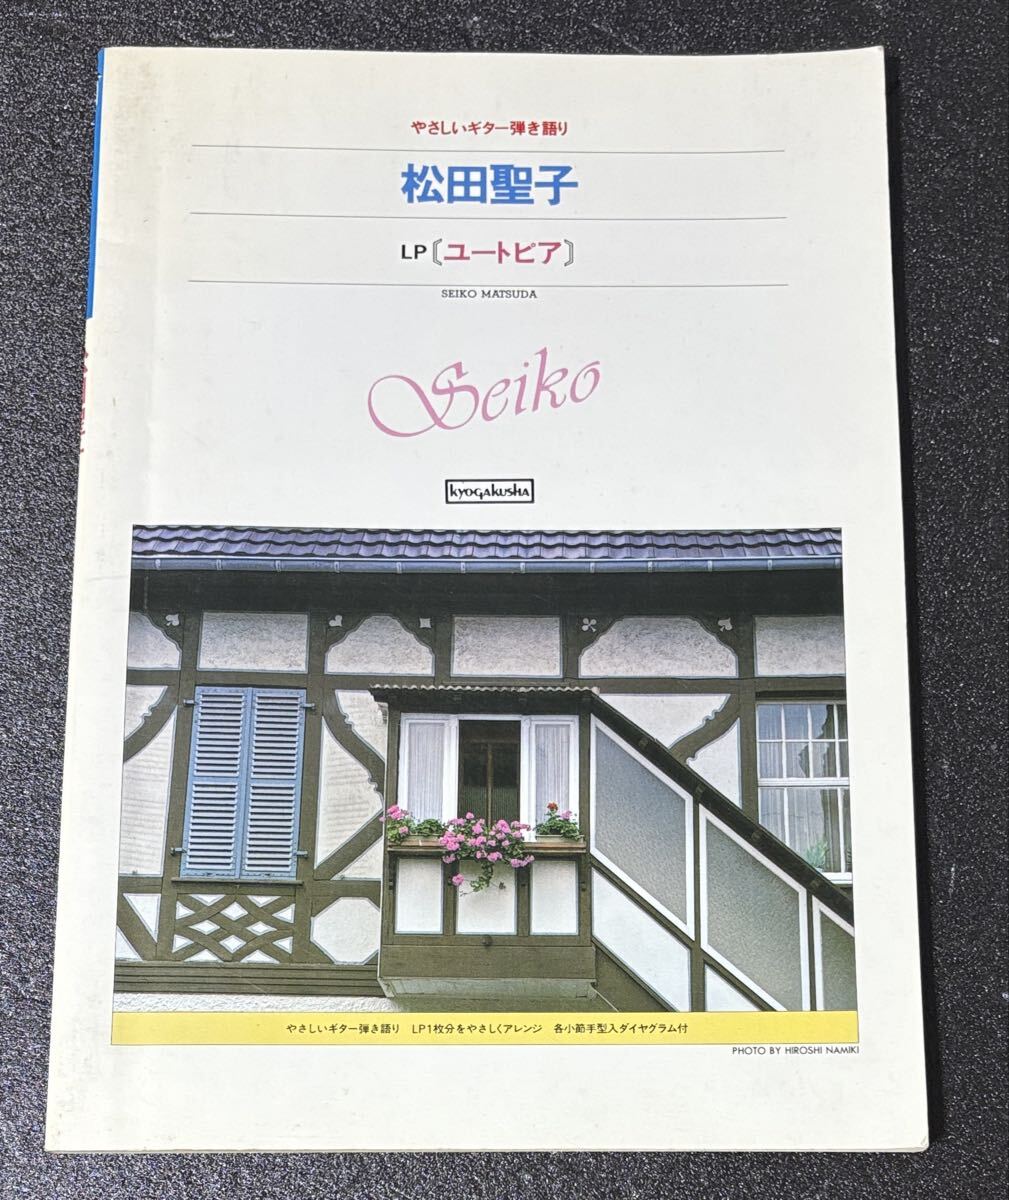 やさしいギター弾き語り
松田聖子
LP〔ユートピア〕
SEIKO MATSUDA
Seiko
kyogakusha
やさしいギター弾き語り LP1枚分をやさしくアレンジ 各小節手型入ダイヤグラム付
PHOTO BY HIROSHI NAMIKI